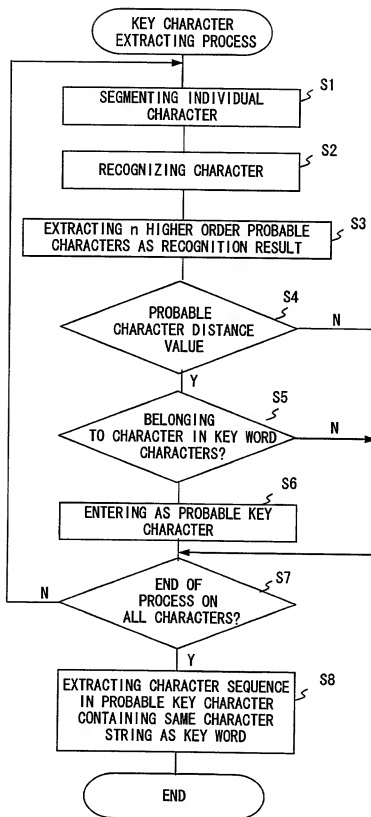 KEY CHARACTER
EXTRACTING PROCESS
S1
SEGMENTING INDIVIDUAL
CHARACTER
S2
RECOGNIZING CHARACTER
S3
EXTRACTING n HIGHER ORDER PROBABLE
CHARACTERS AS RECOGNITION RESULT
S4
PROBABLE
CHARACTER DISTANCE
VALUE
N
Y
S5
BELONGING
TO CHARACTER IN KEY WORD
CHARACTERS?
N
S6
ENTERING AS PROBABLE KEY
CHARACTER
S7
END OF
PROCESS ON
ALL CHARACTERS?
N
Y
S8
EXTRACTING CHARACTER SEQUENCE
IN PROBABLE KEY CHARACTER
CONTAINING SAME CHARACTER
STRING AS KEY WORD
END